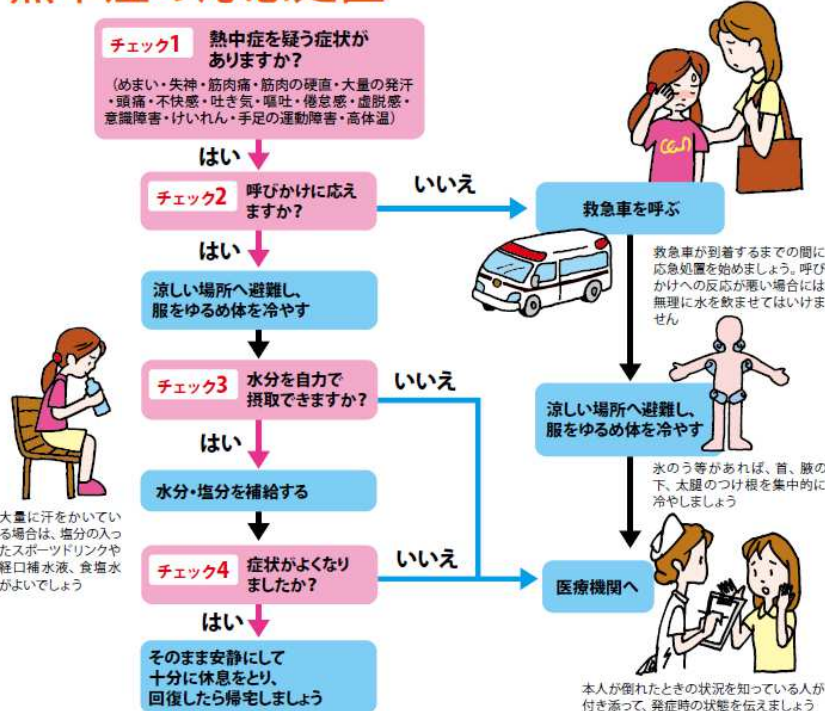 チェック1 熱中症を疑う症状が
ありますか?
(めまい・失神・筋肉痛・筋肉の硬直・大量の発汗
・頭痛・不快感・吐き気・嘔吐・倦怠感・虚脱感・
意識障害・けいれん・手足の運動障害・高体温)
はい
チェック2 呼びかけに応え
ますか?
いいえ
救急車を呼ぶ
はい
救急車が到着するまでの間に
応急処置を始めましょう。呼び
かけへの反応が悪い場合には
無理に水を飲ませてはいけま
せん
涼しい場所へ避難し、
服をゆるめ体を冷やす
チェック3 水分を自力で
摂取できますか?
いいえ
涼しい場所へ避難し、
服をゆるめ体を冷やす
はい
氷のう等があれば、首、腋の
下、太腿のつけ根を集中的に
冷やしましょう
水分・塩分を補給する
大量に汗をかいてい
る場合は、塩分の入っ
たスポーツドリンクや
経口補水液、食塩水
がよいでしょう
チェック4 症状がよくなり
ましたか?
いいえ
医療機関へ
はい
そのまま安静にして
十分に休息をとり、
回復したら帰宅しましょう
本人が倒れたときの状況を知っている人が
付き添って、発症時の状態を伝えましょう